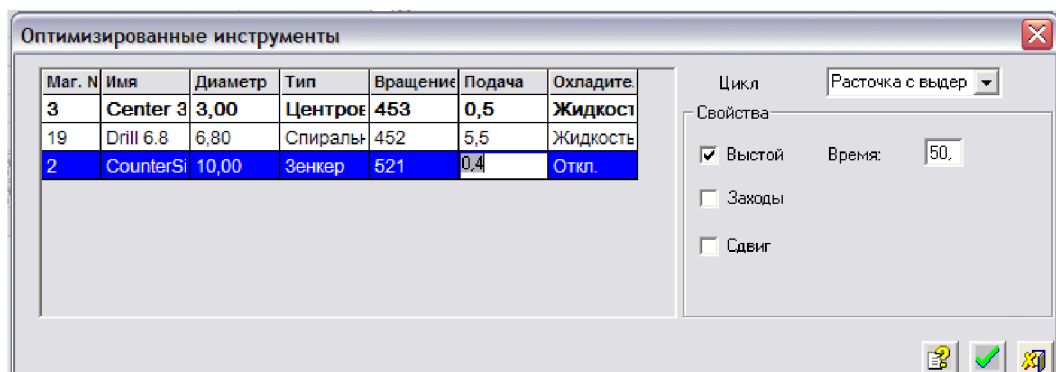 Оптимизированные инструменты
Маг. N Имя Диаметр Тип Вращение Подача Охладите.
3 Center 3 3,00 Центров 453 0,5 Жидкост
19 Drill 6.8 6,80 Спиральн 452 5,5 Жидкость
2 CounterSi 10,00 Зенкер 521 0,4 Откл.
Цикл Расточка с выдер
Свойства
Выстой Время: 50,
Заходы
Сдвиг